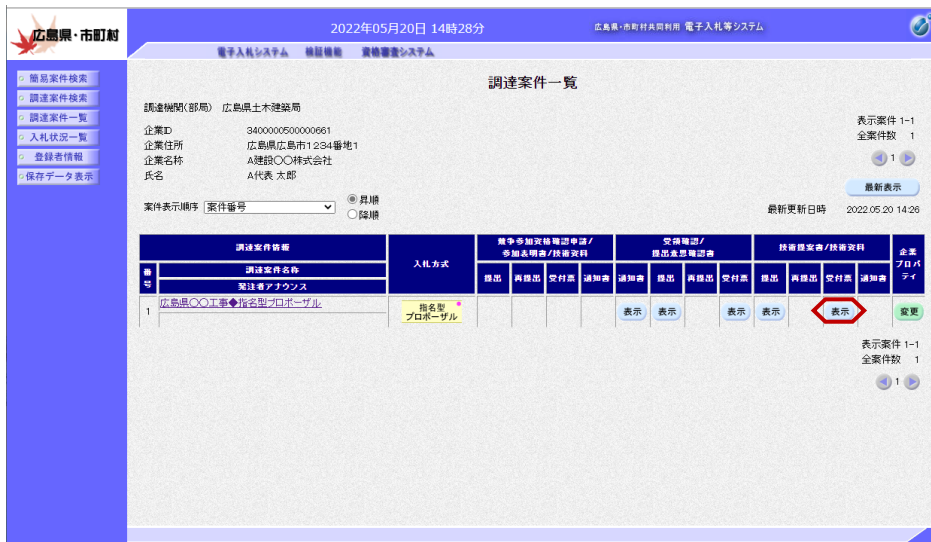 広島県・市町村
2022年05月20日 14時28分
広島県・市町村共同利用 電子入札等システム
電子入札システム 検証機能 資格審査システム
簡易案件検索
調達案件検索
調達案件一覧
入札状況一覧
登録者情報
保存データ表示
調達案件一覧
調達機関(部局) 広島県土木建築局
表示案件 1-1
全案件数 1
企業ID 3400000500000661
企業住所 広島県広島市1234番地1
企業名称 A建設〇〇株式会社
氏名 A代表 太郎
1
最新表示
案件表示順序 案件番号 昇順
降順
最新更新日時 2022.05.20 14:26
調達案件情報 入札方式 競争参加資格確認申請/参加表明書/技術資料 受領確認/提出意思確認書 技術提案書/技術資料 企業プロパティ
番号 調達案件名称 提出 再提出 受付票 通知書 通知書 提出 再提出 受付票 提出 再提出 受付票 通知書
発注者アナウンス
1 広島県〇〇工事◆指名型プロポーザル 指名型プロポーザル 表示 表示 表示 表示 表示 変更
表示案件 1-1
全案件数 1
1